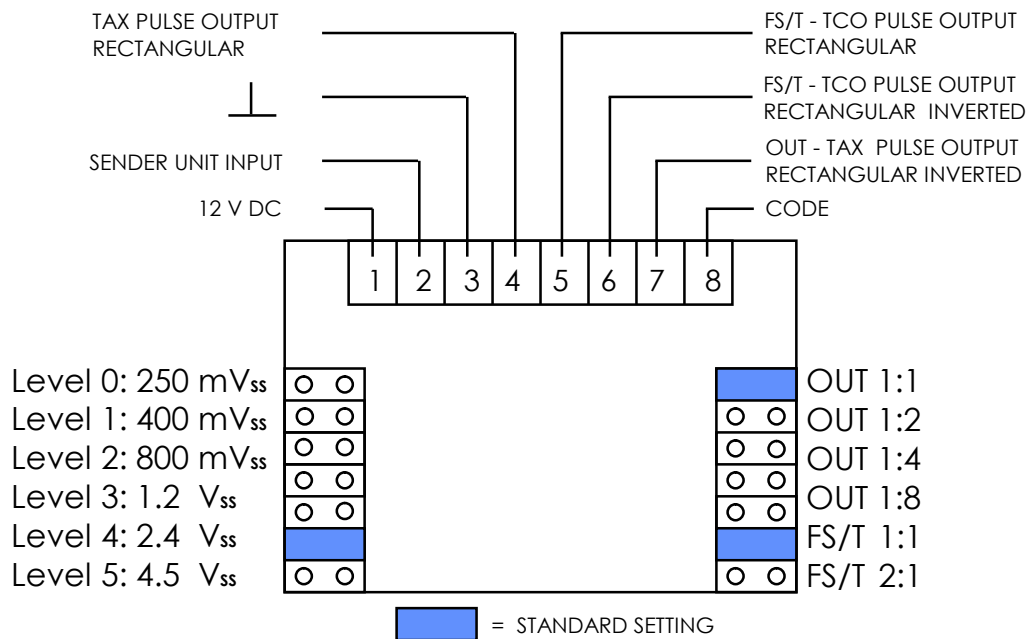 TAX PULSE OUTPUT
RECTANGULAR
SENDER UNIT INPUT
12 V DC
FS/T - TCO PULSE OUTPUT
RECTANGULAR
FS/T - TCO PULSE OUTPUT
RECTANGULAR INVERTED
OUT - TAX PULSE OUTPUT
RECTANGULAR INVERTED
CODE
1 2 3 4 5 6 7 8
Level 0: 250 mVss
Level 1: 400 mVss
Level 2: 800 mVss
Level 3: 1.2 Vss
Level 4: 2.4 Vss
Level 5: 4.5 Vss
OUT 1:1
OUT 1:2
OUT 1:4
OUT 1:8
FS/T 1:1
FS/T 2:1
= STANDARD SETTING